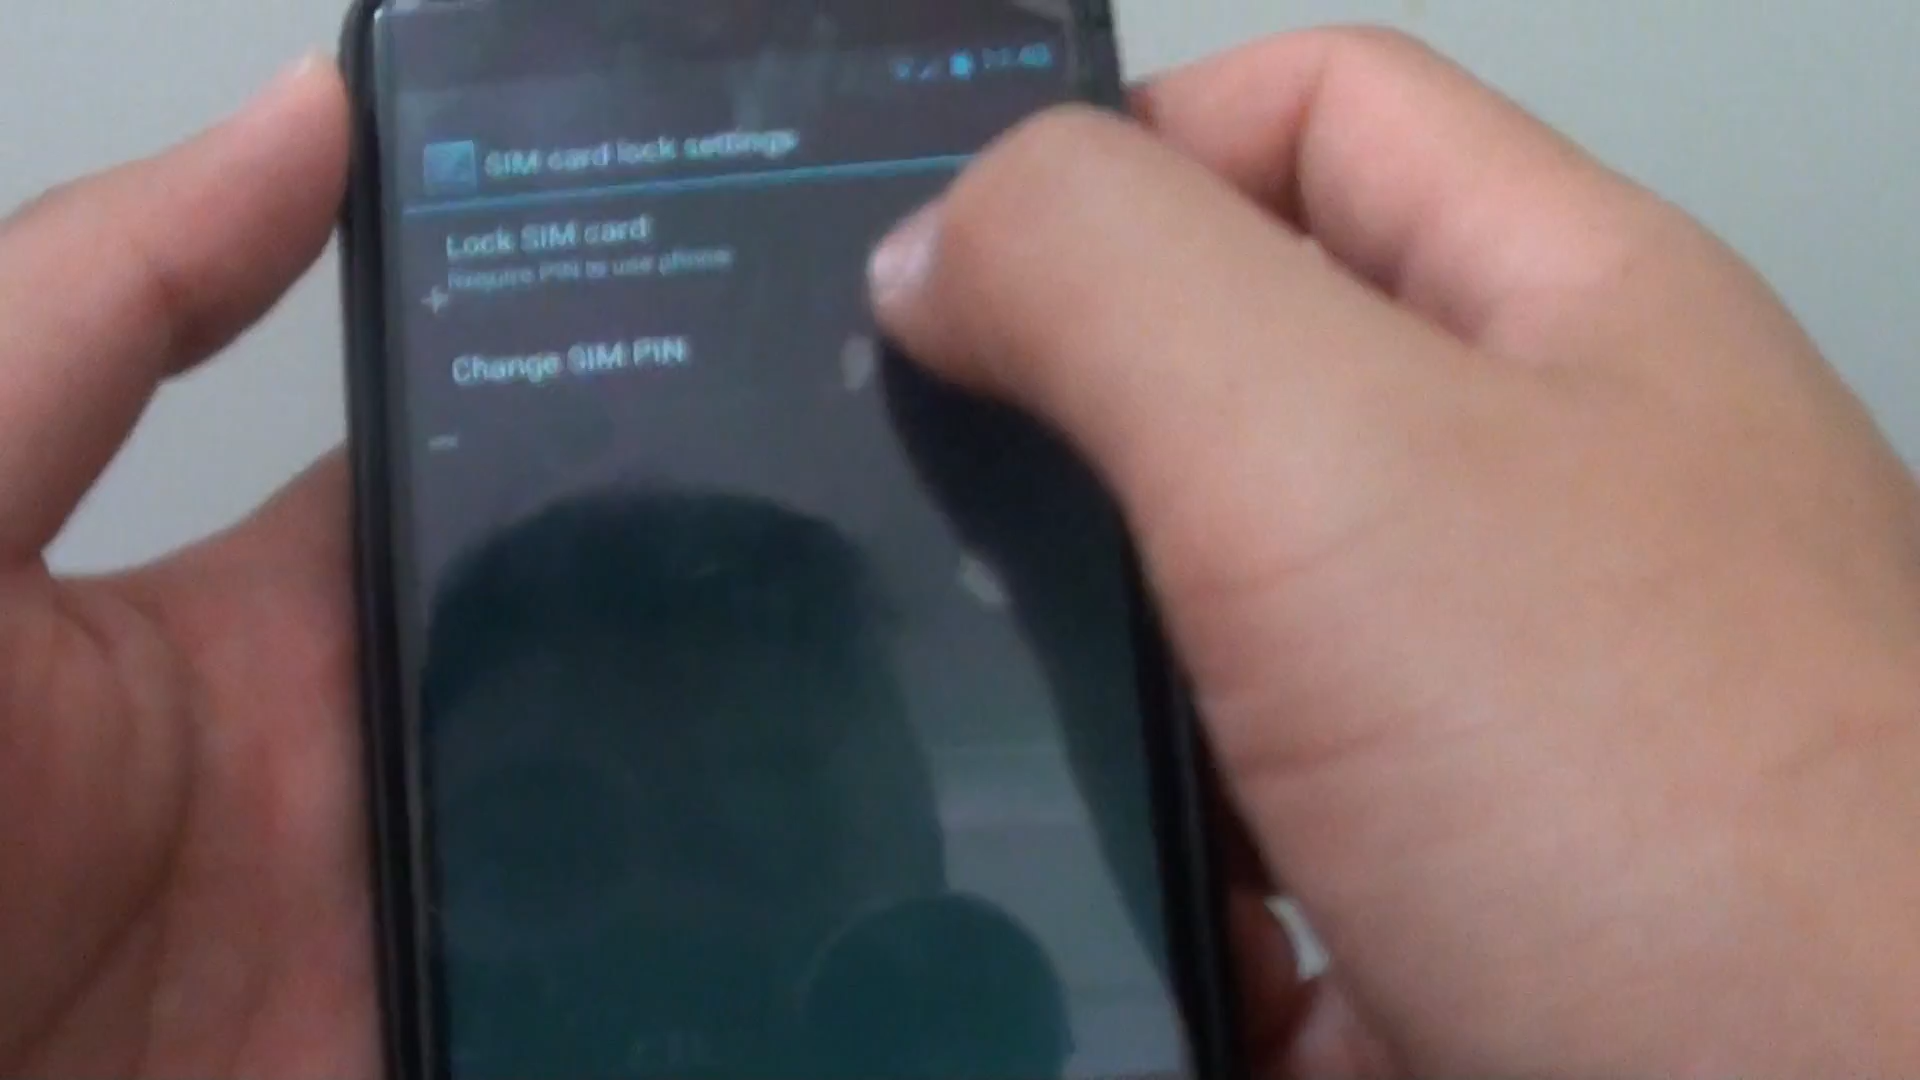 SIM card lock settings
Lock SIM card
Require PIN to use phone
Change SIM PIN